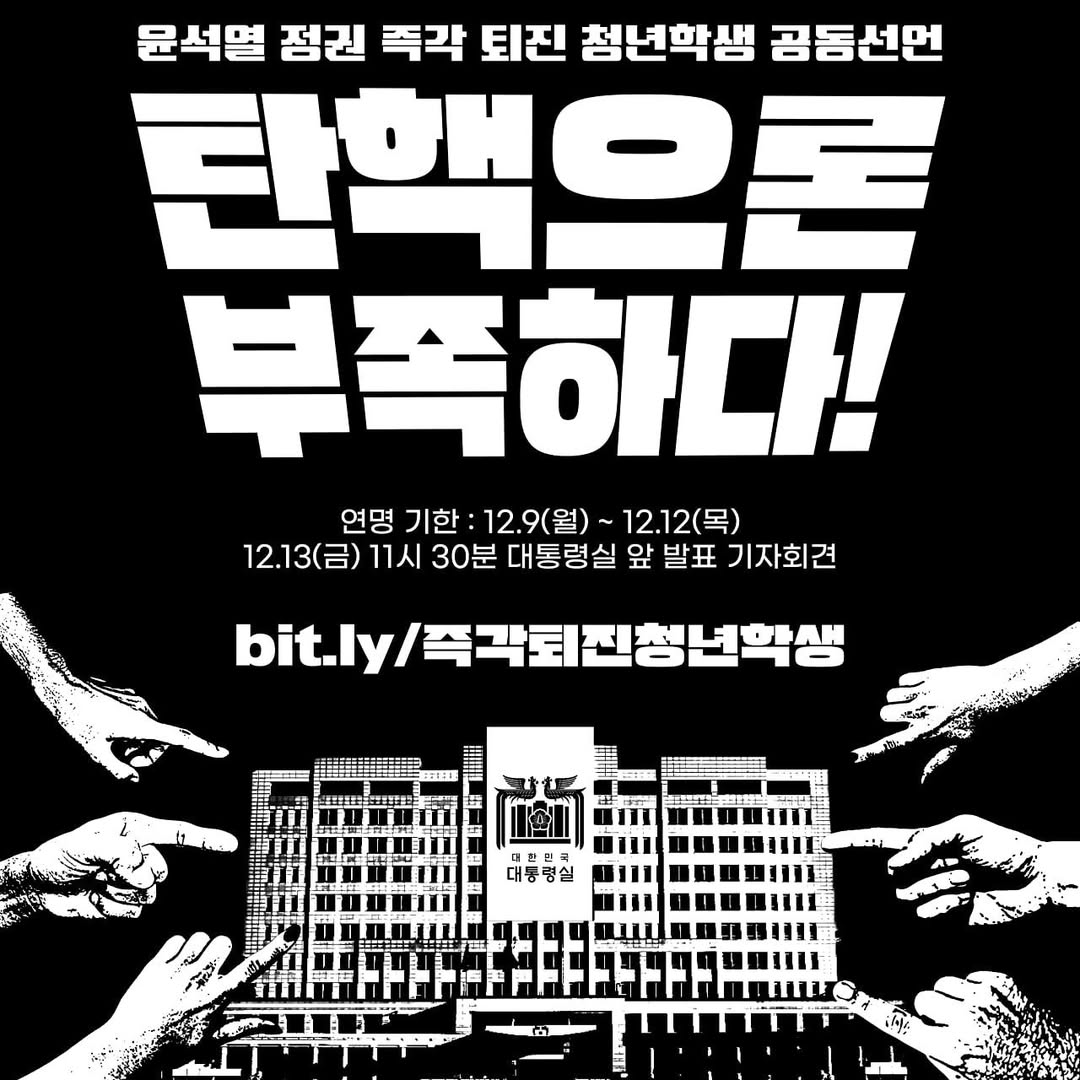 윤석열 정권 즉각 퇴진 청년학생 공동선언
탄핵으론
부족하다!
연명 기한 : 12.9(월) ~ 12.12(목)
12.13(금) 11시 30분 대통령실 앞 발표 기자회견
bit.ly/즉각퇴진청년학생
대한민국
대통령실